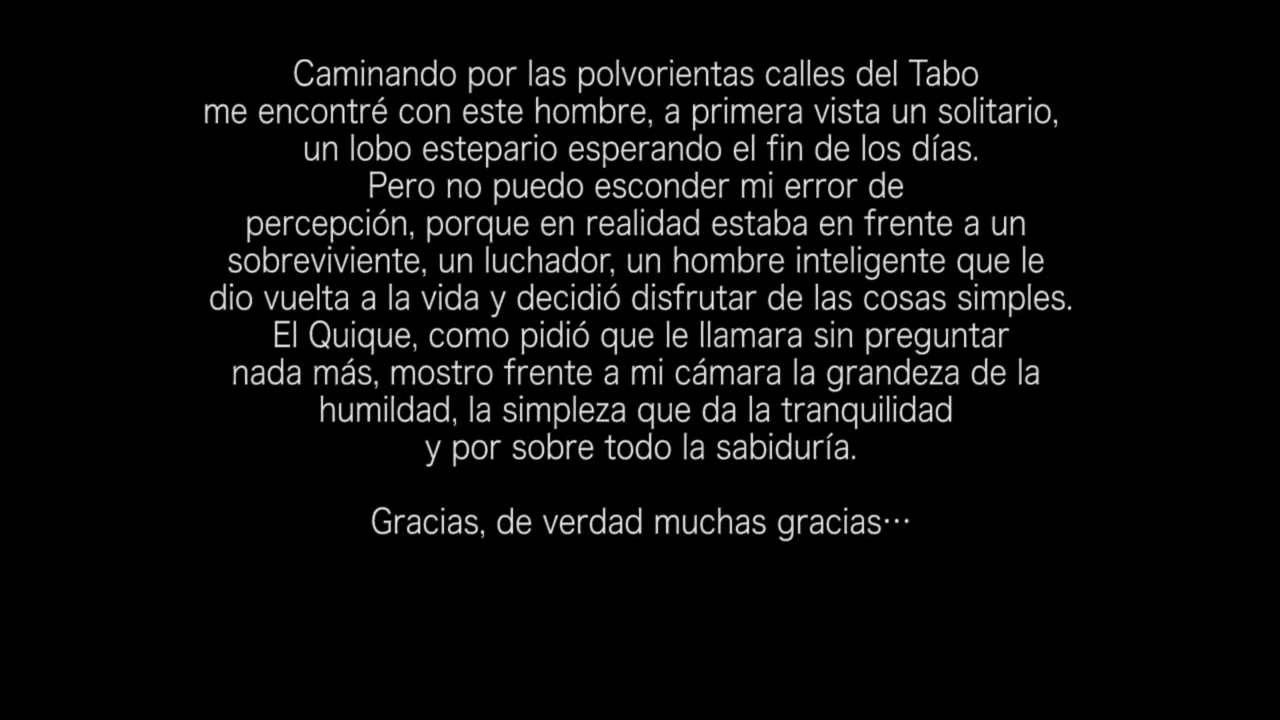 Caminando por las polvorientas calles del Tabo
me encontré con este hombre, a primera vista un solitario,
un lobo estepario esperando el fin de los días.
Pero no puedo esconder mi error de
percepción, porque en realidad estaba en frente a un
sobreviviente, un luchador, un hombre inteligente que le
dio vuelta a la vida y decidió disfrutar de las cosas simples.
El Quique, como pidió que le llamara sin preguntar
nada más, mostro frente a mi cámara la grandeza de la
humildad, la simpleza que da la tranquilidad
y por sobre todo la sabiduría.
Gracias, de verdad muchas gracias···